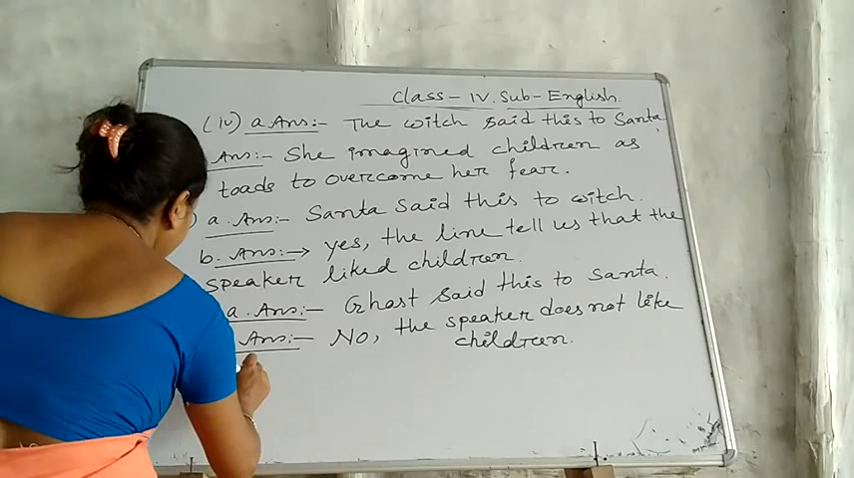 Class - IV. Sub - English.
(iv) a Ans:- The witch said this to Santa.
Ans:- She imagined children as
toads to overcome her fear.
) a. Ans:- Santa said this to witch.
b. Ans:-→ yes, the line tell us that the
speaker liked children.
a. Ans:- Ghost said this to Santa.
Ans:- No, the speaker does not like
children.